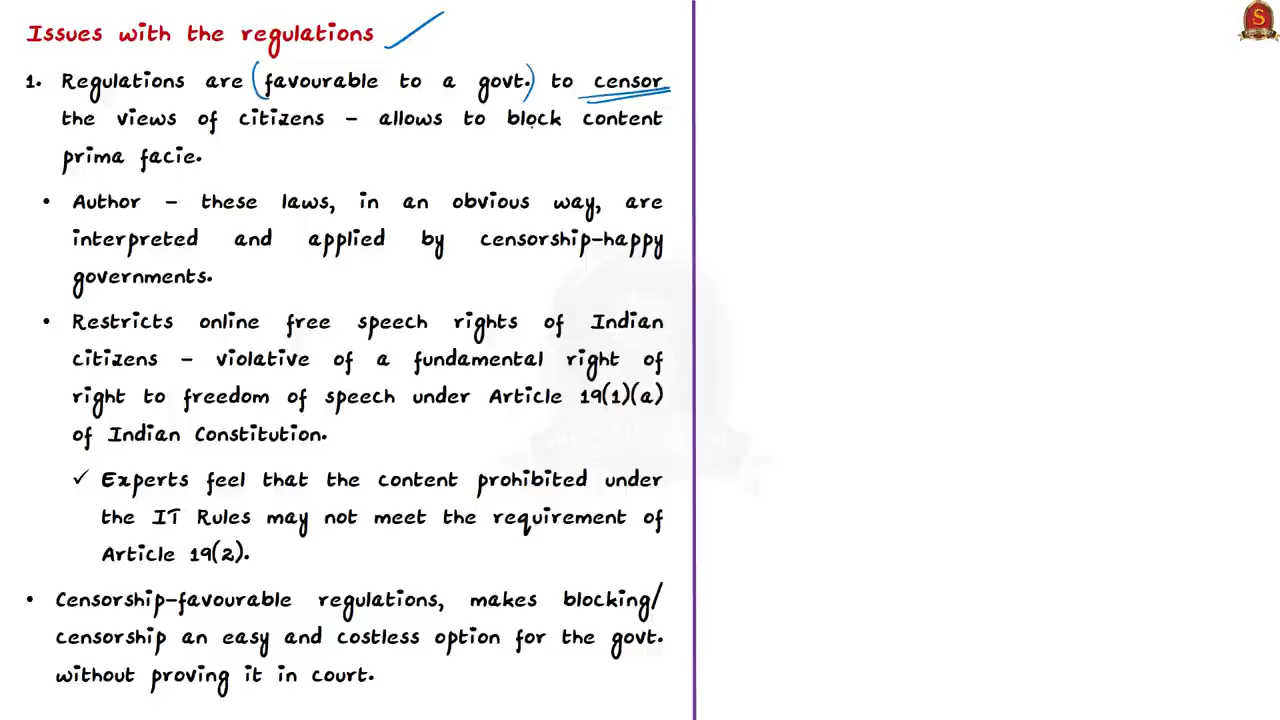 Issues with the regulations
1. Regulations are (favourable to a govt.) to censor
the views of citizens – allows to block content
prima facie.
• Author – these laws, in an obvious way, are
interpreted and applied by censorship-happy
governments.
• Restricts online free speech rights of Indian
citizens – violative of a fundamental right of
right to freedom of speech under Article 19(1)(a)
of Indian Constitution.
✓ Experts feel that the content prohibited under
the IT Rules may not meet the requirement of
Article 19(2).
• Censorship-favourable regulations, makes blocking/
censorship an easy and costless option for the govt.
without proving it in court.